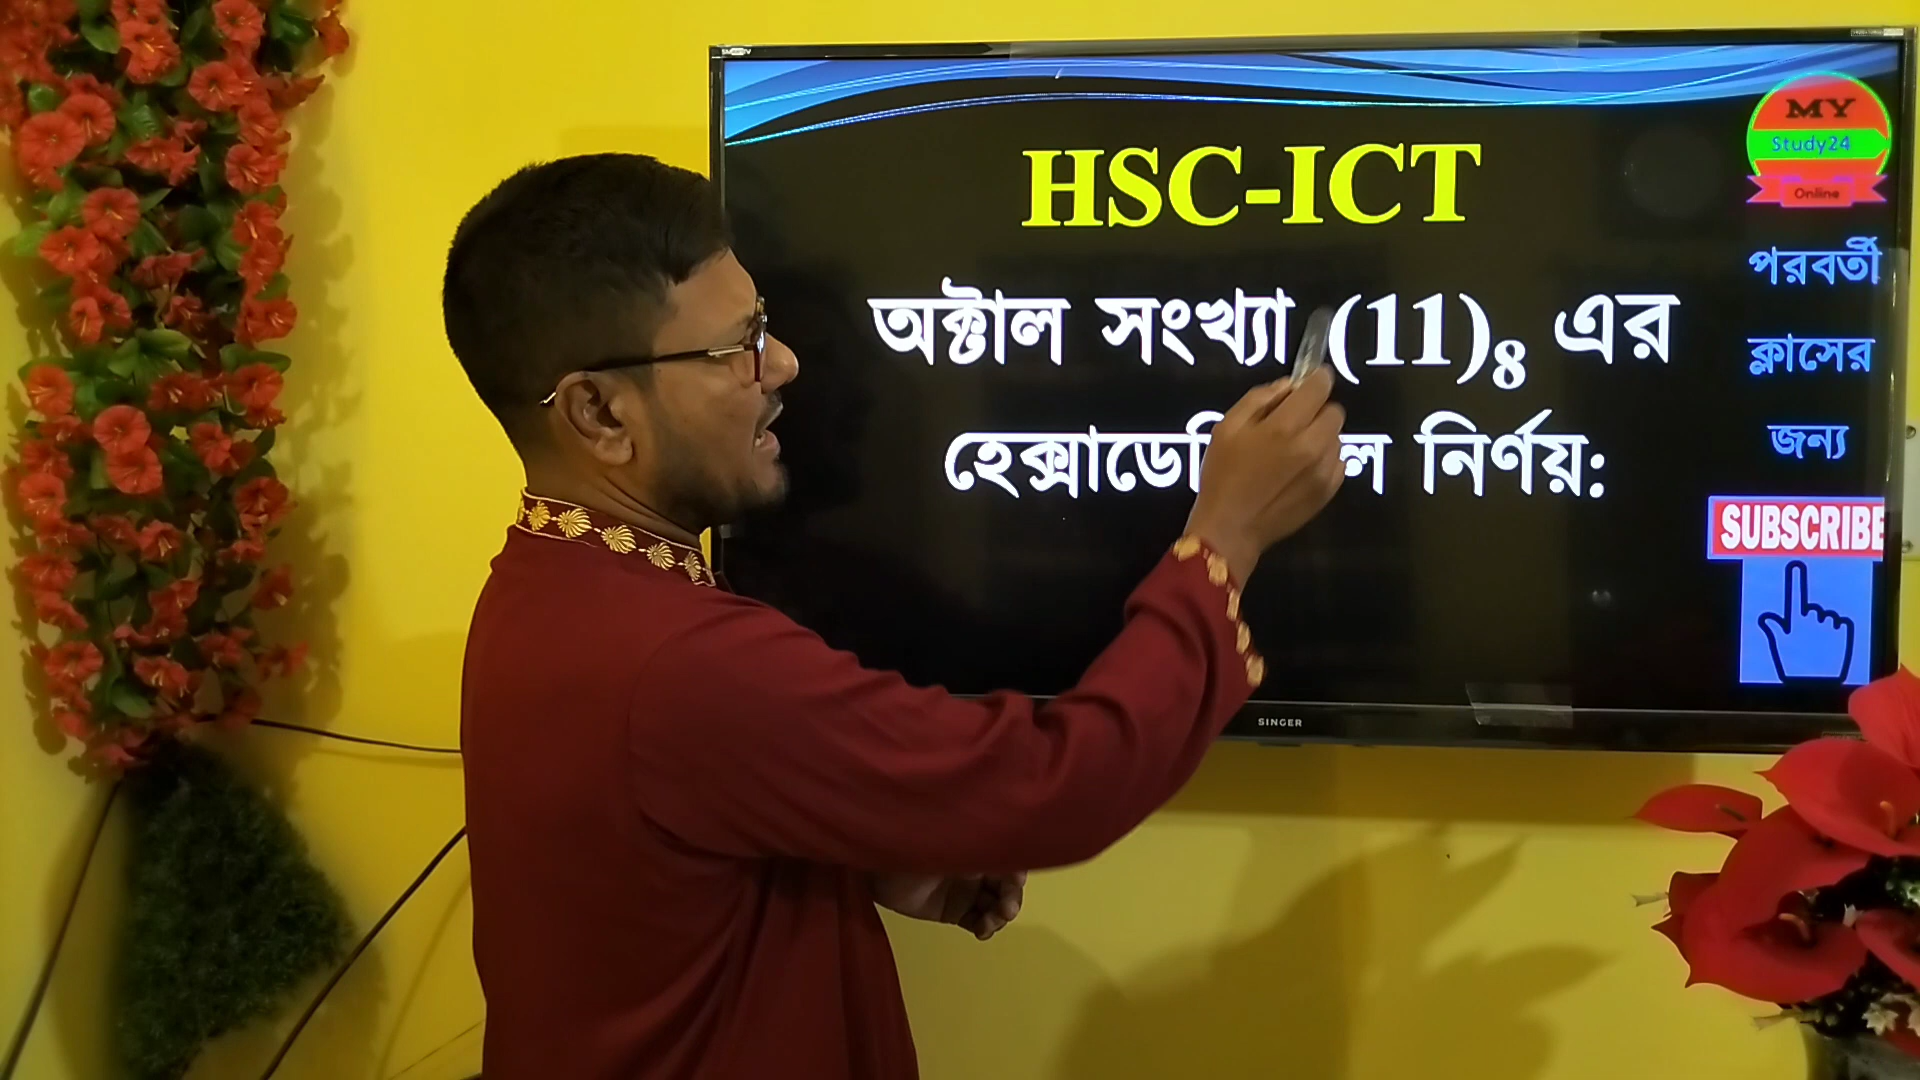 HSC-ICT
অক্টাল সংখ্যা (11)8 এর
নির্ণয়:
MY
Study24
Online
পরবর্তী
ক্লাসের
জন্য
SUBSCRIBE
SINGER